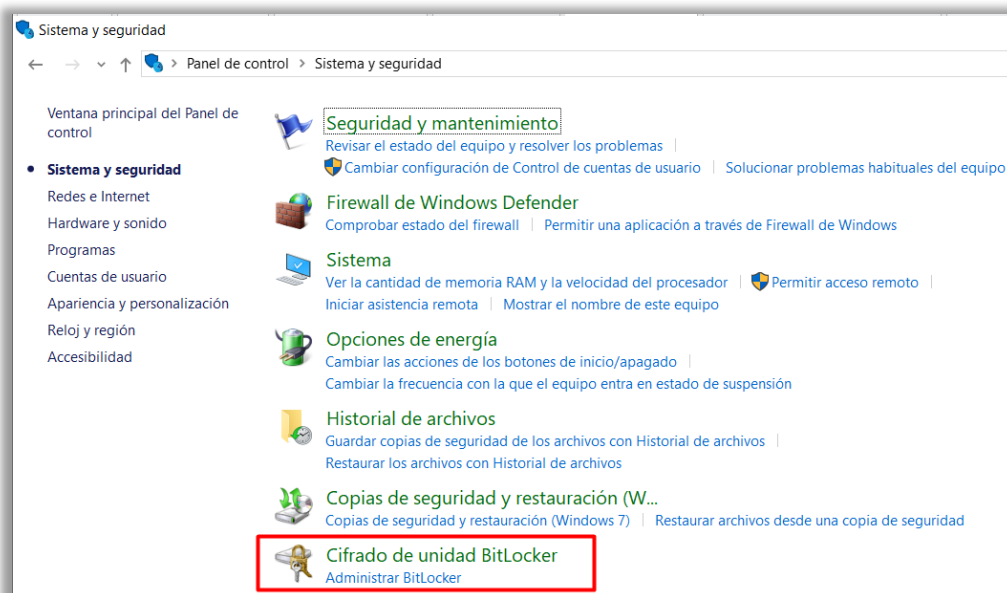 Sistema y seguridad
Panel de control > Sistema y seguridad
Ventana principal del Panel de
control
Sistema y seguridad
Redes e Internet
Hardware y sonido
Programas
Cuentas de usuario
Apariencia y personalización
Reloj y región
Accesibilidad
Seguridad y mantenimiento
Revisar el estado del equipo y resolver los problemas
Cambiar configuración de Control de cuentas de usuario | Solucionar problemas habituales del equipo
Firewall de Windows Defender
Comprobar estado del firewall | Permitir una aplicación a través de Firewall de Windows
Sistema
Ver la cantidad de memoria RAM y la velocidad del procesador | Permitir acceso remoto
Iniciar asistencia remota | Mostrar el nombre de este equipo
Opciones de energía
Cambiar las acciones de los botones de inicio/apagado
Cambiar la frecuencia con la que el equipo entra en estado de suspensión
Historial de archivos
Guardar copias de seguridad de los archivos con Historial de archivos
Restaurar los archivos con Historial de archivos
Copias de seguridad y restauración (W...
Copias de seguridad y restauración (Windows 7) | Restaurar archivos desde una copia de seguridad
Cifrado de unidad BitLocker
Administrar BitLocker